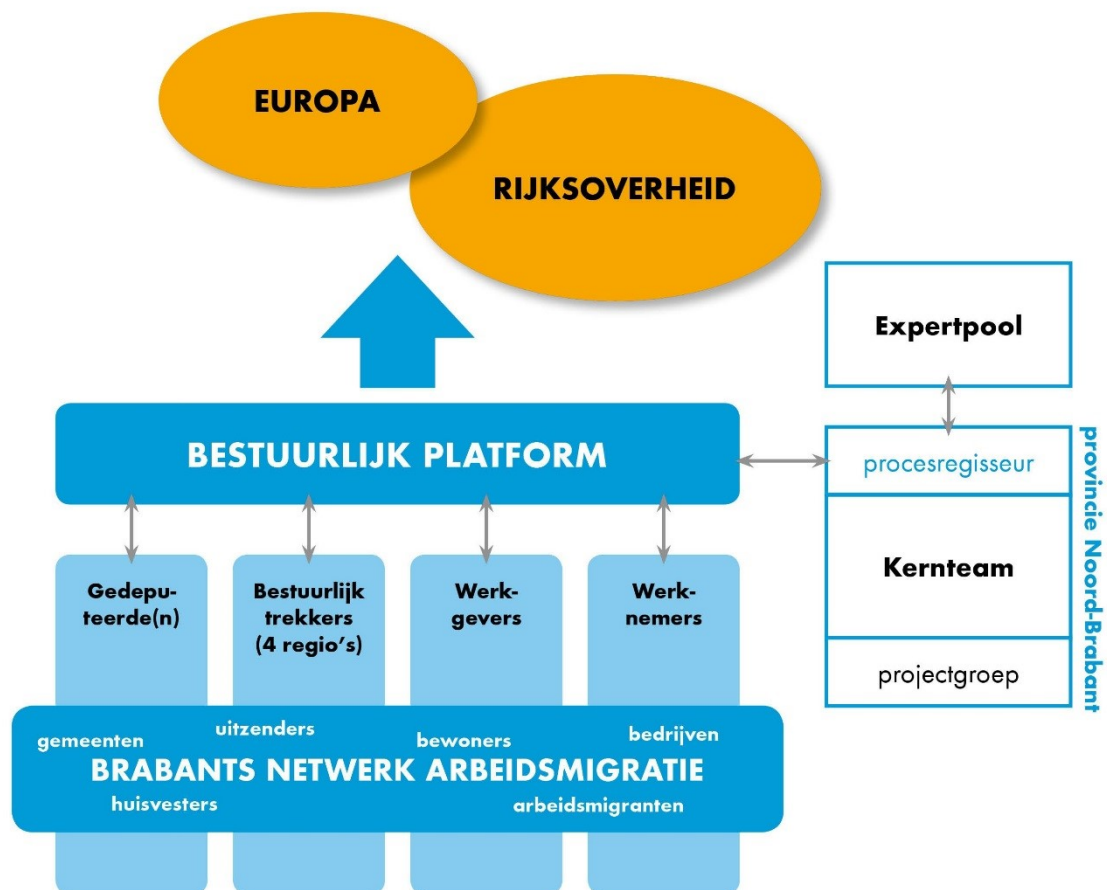 EUROPA
RIJKSOVERHEID
Expertpool
BESTUURLIJK PLATFORM
procesregisseur
Kernteam
projectgroep
provincie Noord-Brabant
Gedepu-
teerde(n)
Bestuurlijk
trekkers
(4 regio's)
Werk-
gevers
Werk-
nemers
gemeenten
uitzenders
bewoners
bedrijven
BRABANTS NETWERK ARBEIDSMIGRATIE
huisvesters
arbeidsmigranten